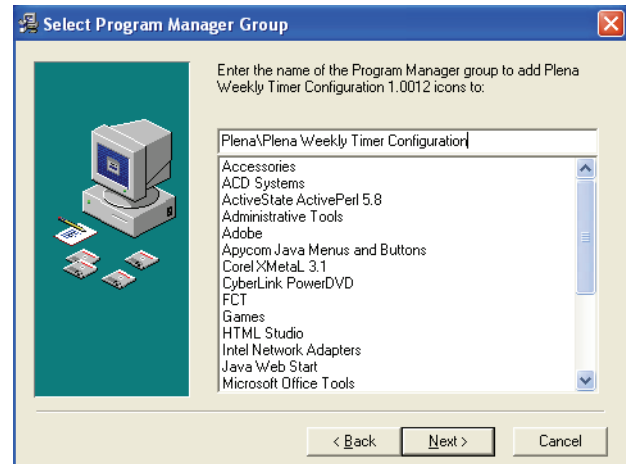 Select Program Manager Group
Enter the name of the Program Manager group to add Plena
Weekly Timer Configuration 1.0012 icons to:
Plena\Plena Weekly Timer Configuration
Accessories
ACD Systems
ActiveState ActivePerl 5.8
Administrative Tools
Adobe
Apycom Java Menus and Buttons
Corel XMetaL 3.1
CyberLink PowerDVD
FCT
Games
HTML Studio
Intel Network Adapters
Java Web Start
Microsoft Office Tools
< Back
Next >
Cancel